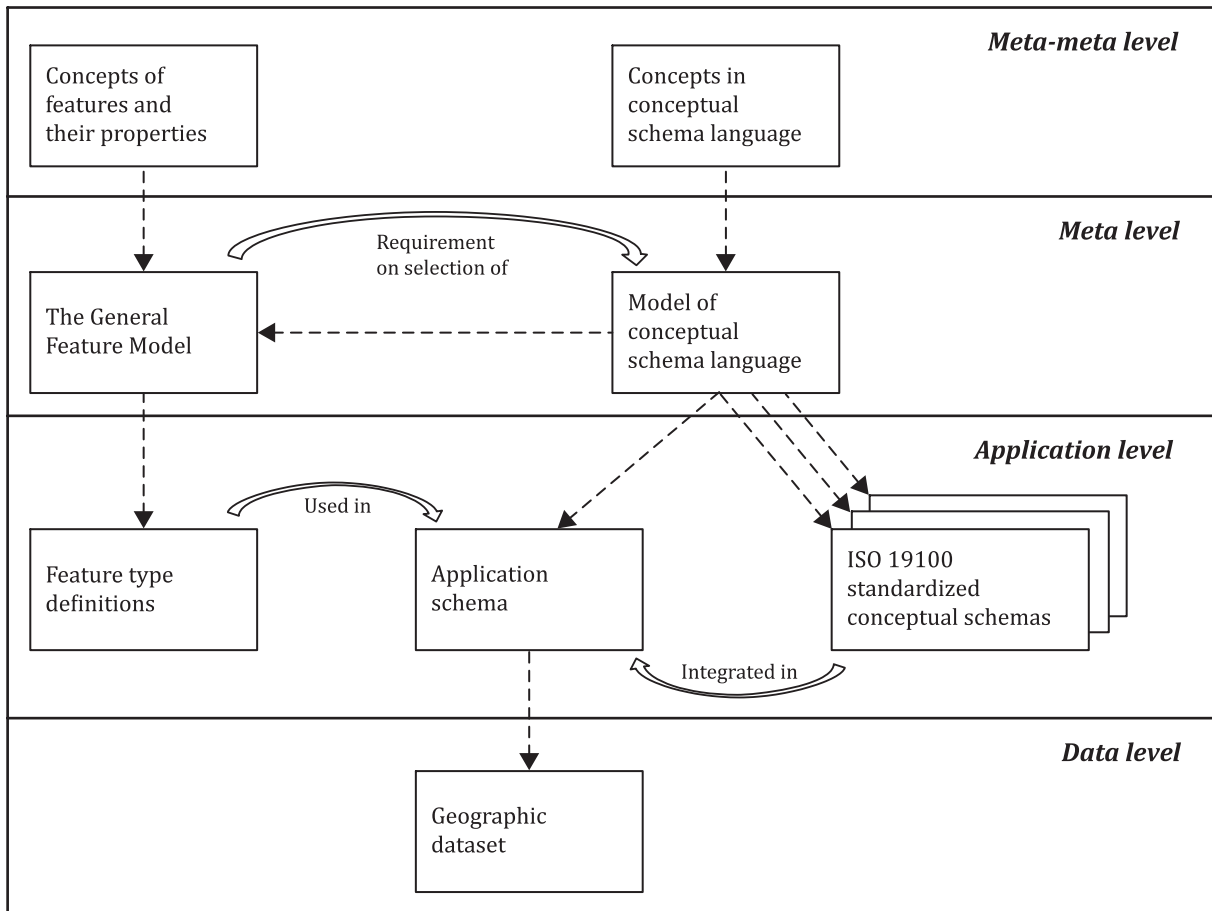 Meta-meta level
Concepts of
features and
their properties
Concepts in
conceptual
schema language
Meta level
Requirement
on selection of
The General
Feature Model
Model of
conceptual
schema language
Application level
Used in
Feature type
definitions
Application
schema
ISO 19100
standardized
conceptual schemas
Integrated in
Data level
Geographic
dataset